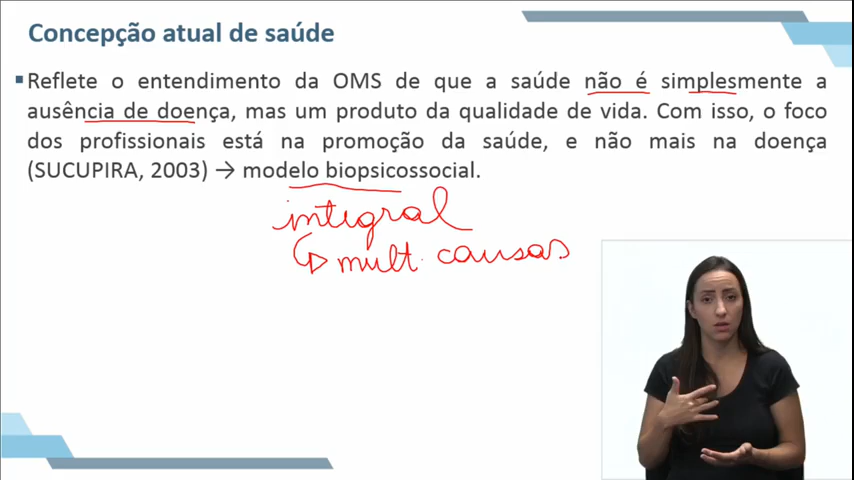 Concepção atual de saúde
Reflete o entendimento da OMS de que a saúde não é simplesmente a
ausência de doença, mas um produto da qualidade de vida. Com isso, o foco
dos profissionais está na promoção da saúde, e não mais na doença
(SUCUPIRA, 2003) → modelo biopsicossocial.
integral
↳ mult. causas